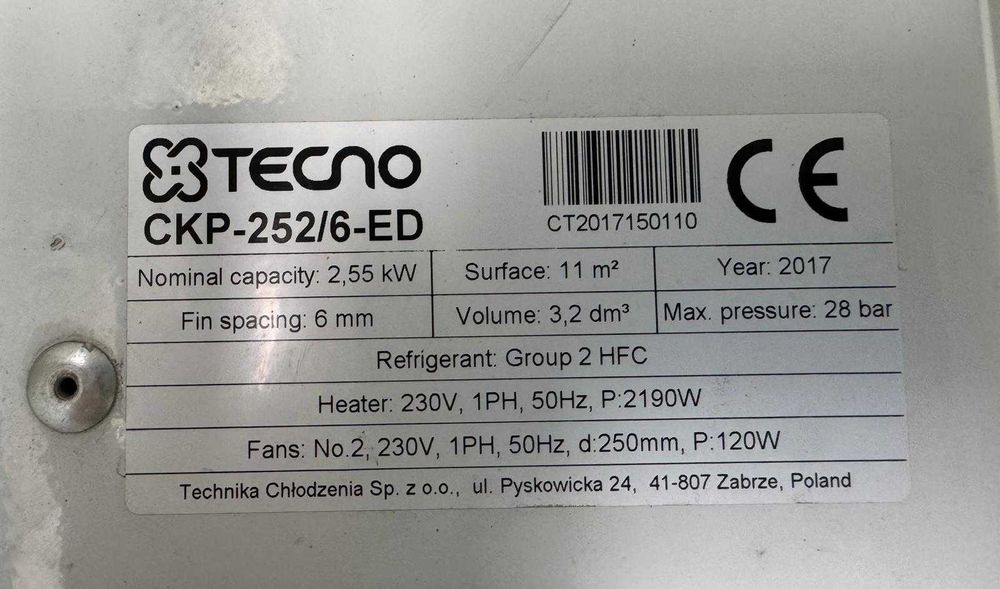 TECNO
CKP-252/6-ED
CT2017150110
CE
Nominal capacity: 2,55 kW
Surface: 11 m²
Year: 2017
Fin spacing: 6 mm
Volume: 3,2 dm³
Max. pressure: 28 bar
Refrigerant: Group 2 HFC
Heater: 230V, 1PH, 50Hz, P:2190W
Fans: No.2, 230V, 1PH, 50Hz, d:250mm, P:120W
Technika Chłodzenia Sp. z o.o., ul. Pyskowicka 24, 41-807 Zabrze, Poland